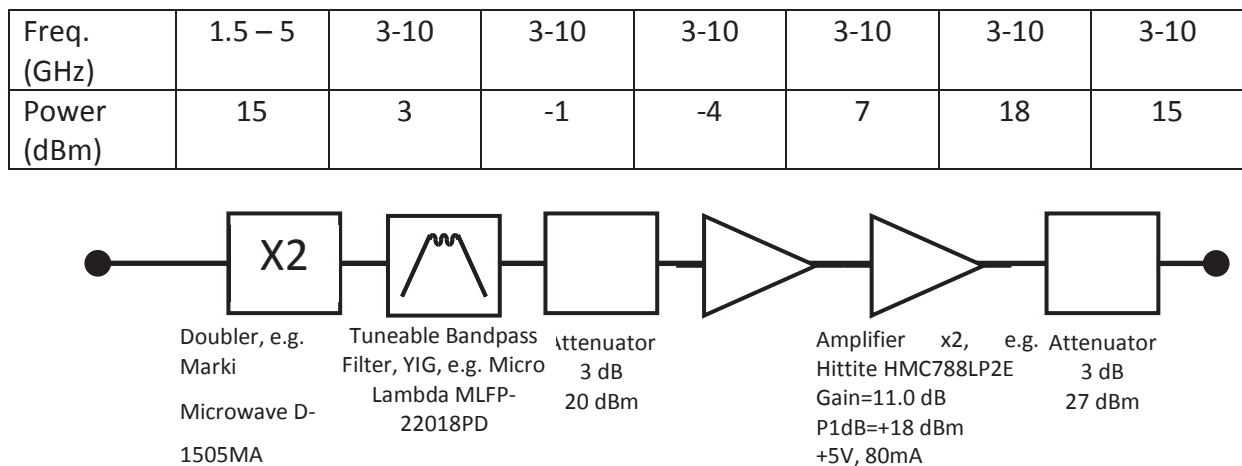 Freq. (GHz) 1.5 – 5 3-10 3-10 3-10 3-10 3-10 3-10
Power (dBm) 15 3 -1 -4 7 18 15
X2
Doubler, e.g.
Marki
Microwave D-
1505MA
Tuneable Bandpass
Filter, YIG, e.g. Micro
Lambda MLFP-
22018PD
Attenuator
3 dB
20 dBm
Amplifier x2, e.g.
Hittite HMC788LP2E
Gain=11.0 dB
P1dB=+18 dBm
+5V, 80mA
Attenuator
3 dB
27 dBm